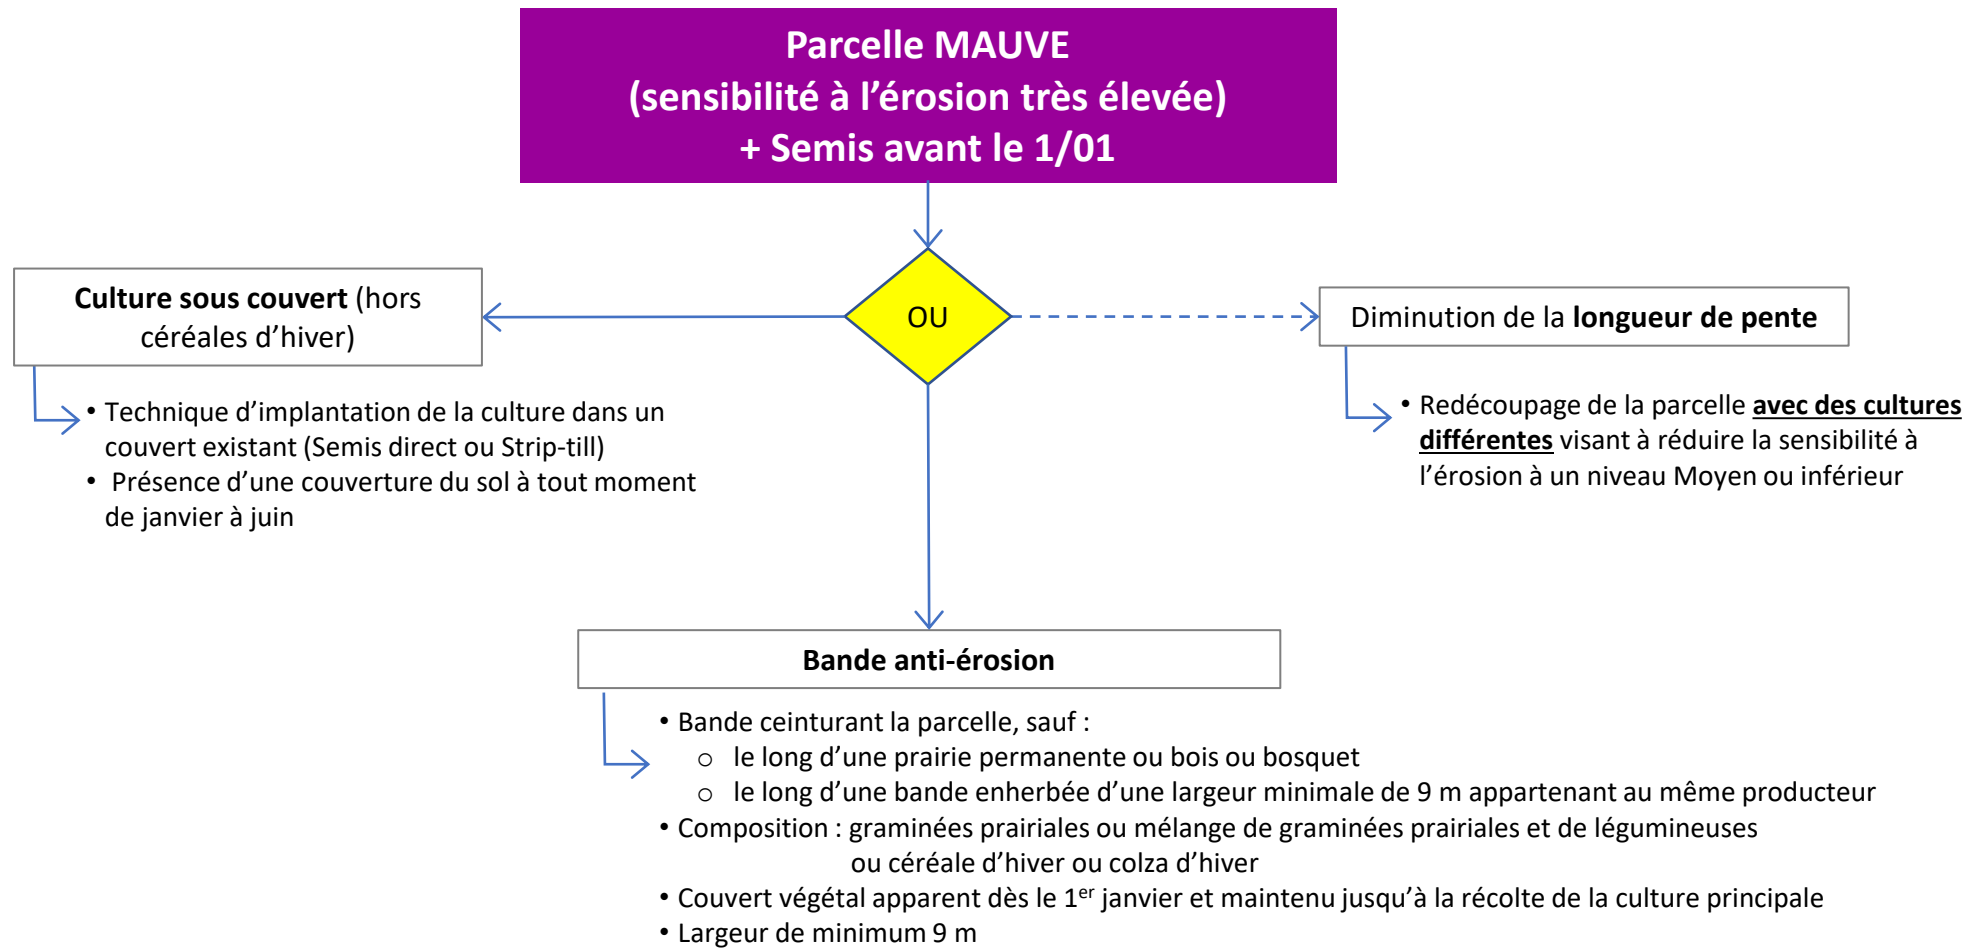 Parcelle MAUVE
(sensibilité à l’érosion très élevée)
+ Semis avant le 1/01
OU
Culture sous couvert (hors
céréales d’hiver)
• Technique d’implantation de la culture dans un
couvert existant (Semis direct ou Strip-till)
• Présence d’une couverture du sol à tout moment
de janvier à juin
Diminution de la longueur de pente
• Redécoupage de la parcelle avec des cultures
différentes visant à réduire la sensibilité à
l’érosion à un niveau Moyen ou inférieur
Bande anti-érosion
• Bande ceinturant la parcelle, sauf :
o le long d’une prairie permanente ou bois ou bosquet
o le long d’une bande enherbée d’une largeur minimale de 9 m appartenant au même producteur
• Composition : graminées prairiales ou mélange de graminées prairiales et de légumineuses
ou céréale d’hiver ou colza d’hiver
• Couvert végétal apparent dès le 1er janvier et maintenu jusqu’à la récolte de la culture principale
• Largeur de minimum 9 m